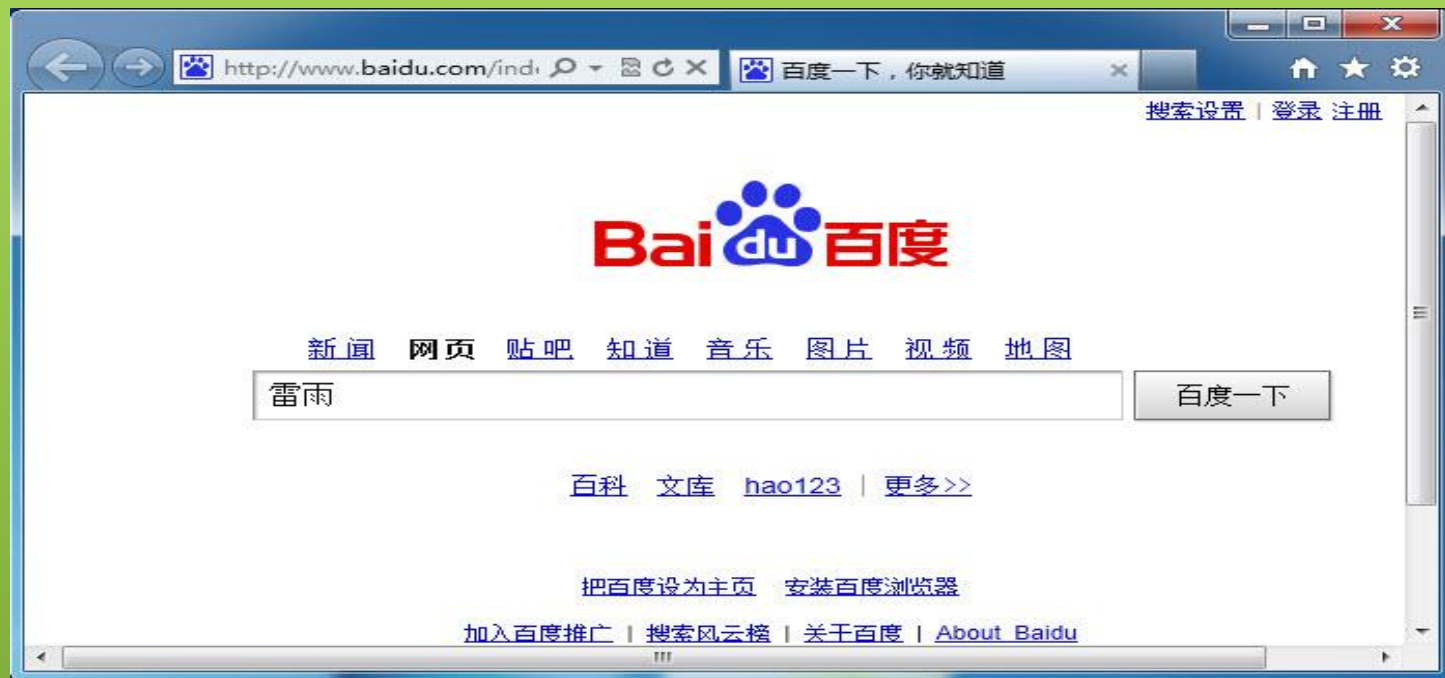 http://www.baidu.com/ind
百度一下，你就知道
搜索设置 | 登录 注册
Bai du 百度
新闻 网页 贴吧 知道 音乐 图片 视频 地图
雷雨 百度一下
百科 文库 hao123 | 更多>>
把百度设为主页 安装百度浏览器
加入百度推广 | 搜索风云榜 | 关于百度 | About Baidu